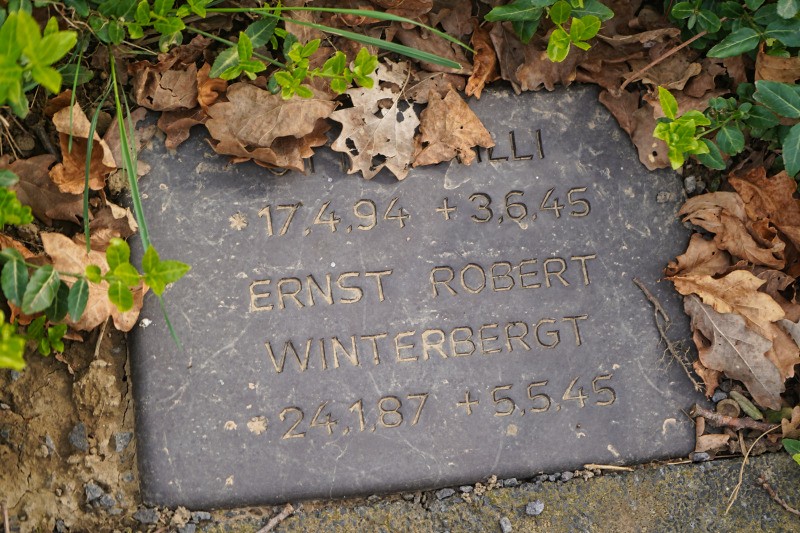 * 17.4.94 + 3.6.45
ERNST ROBERT
WINTERBERGT
* 24.1.87 + 5.5.45